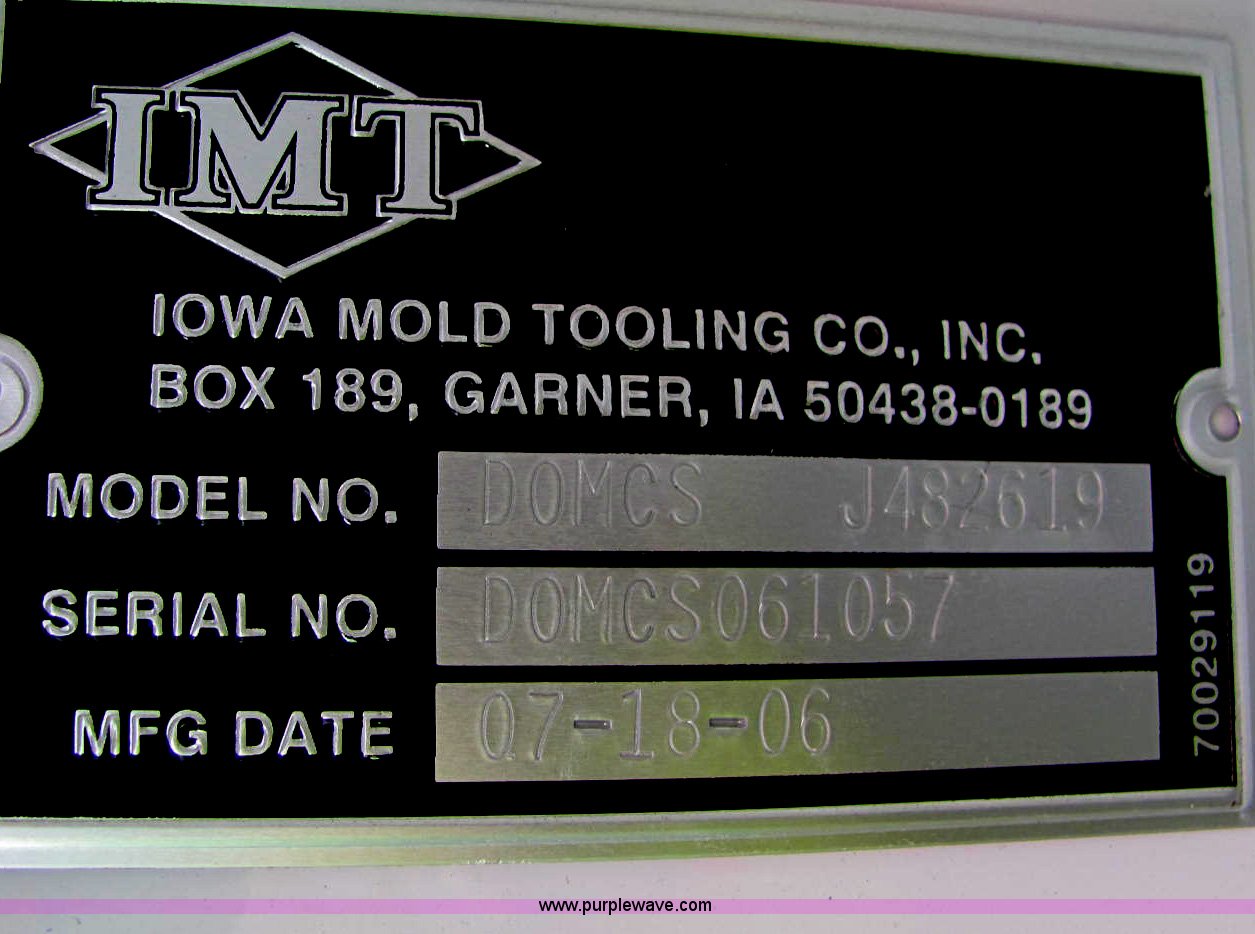 IMT
IOWA MOLD TOOLING CO., INC.
BOX 189, GARNER, IA 50438-0189
MODEL NO. DOMCS J482619
SERIAL NO. DOMCS061057
MFG DATE 07-18-06
70029119
www.purplewave.com